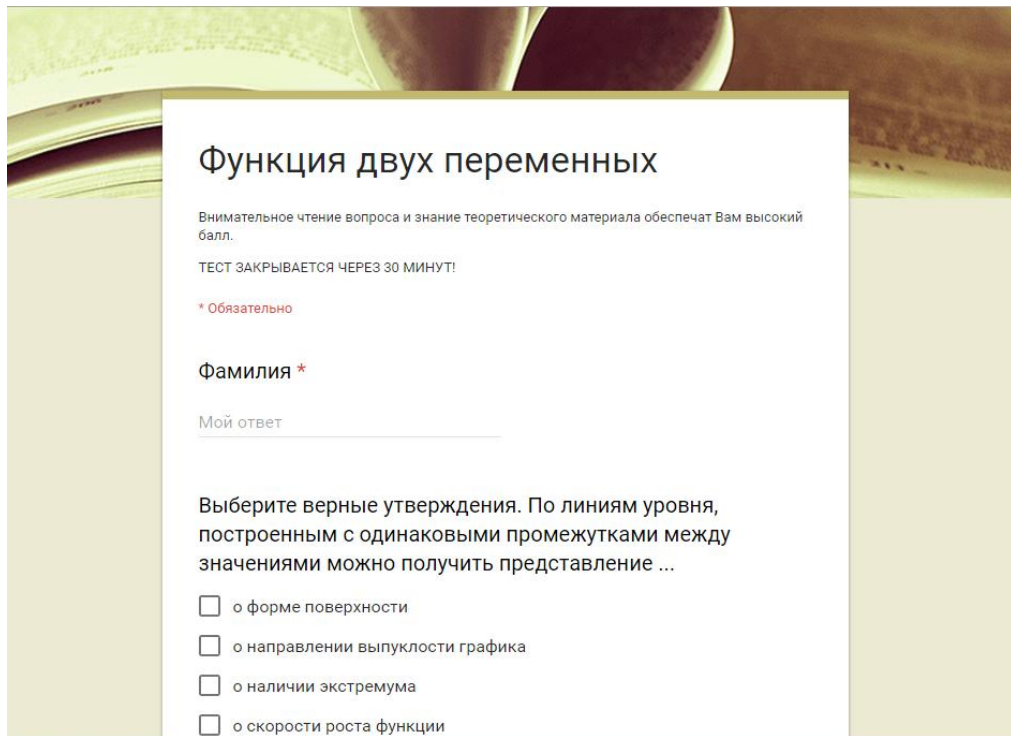 Функция двух переменных
Внимательное чтение вопроса и знание теоретического материала обеспечат Вам высокий
балл.
ТЕСТ ЗАКРЫВАЕТСЯ ЧЕРЕЗ 30 МИНУТ!
* Обязательно
Фамилия *
Мой ответ
Выберите верные утверждения. По линиям уровня,
построенным с одинаковыми промежутками между
значениями можно получить представление ...
о форме поверхности
о направлении выпуклости графика
о наличии экстремума
о скорости роста функции